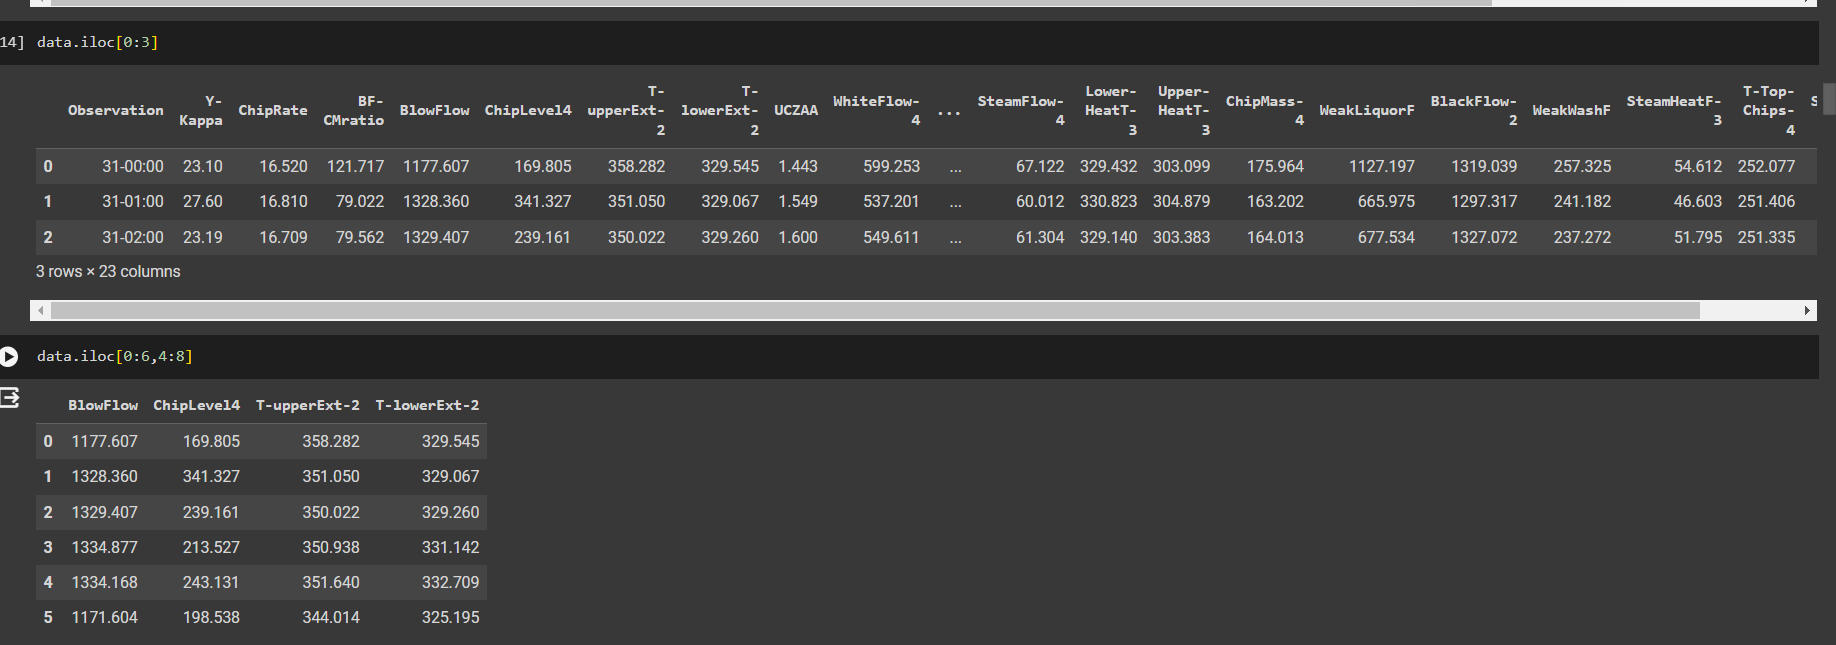 14] data.iloc[0:3]
Observation Y-Kappa ChipRate BF-CMratio BlowFlow ChipLevel4 T-upperExt-2 T-lowerExt-2 UCZAA WhiteFlow-4 ... SteamFlow-4 Lower-HeatT-3 Upper-HeatT-3 ChipMass-4 WeakLiquorF BlackFlow-2 WeakWashF SteamHeatF-3 T-Top-Chips-4 S
0 31-00:00 23.10 16.520 121.717 1177.607 169.805 358.282 329.545 1.443 599.253 ... 67.122 329.432 303.099 175.964 1127.197 1319.039 257.325 54.612 252.077
1 31-01:00 27.60 16.810 79.022 1328.360 341.327 351.050 329.067 1.549 537.201 ... 60.012 330.823 304.879 163.202 665.975 1297.317 241.182 46.603 251.406
2 31-02:00 23.19 16.709 79.562 1329.407 239.161 350.022 329.260 1.600 549.611 ... 61.304 329.140 303.383 164.013 677.534 1327.072 237.272 51.795 251.335
3 rows × 23 columns
data.iloc[0:6,4:8]
BlowFlow ChipLevel4 T-upperExt-2 T-lowerExt-2
0 1177.607 169.805 358.282 329.545
1 1328.360 341.327 351.050 329.067
2 1329.407 239.161 350.022 329.260
3 1334.877 213.527 350.938 331.142
4 1334.168 243.131 351.640 332.709
5 1171.604 198.538 344.014 325.195